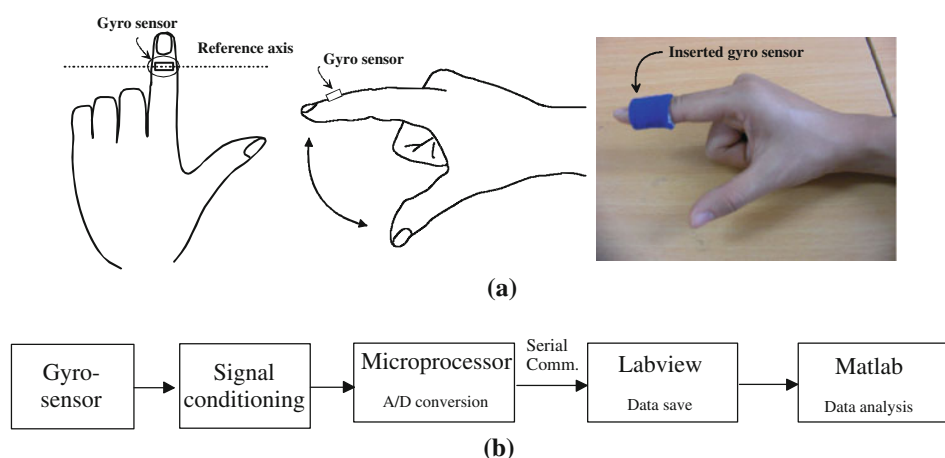 Gyro sensor
Reference axis
Gyro sensor
Inserted gyro sensor
(a)
Gyro-
sensor
Signal
conditioning
Microprocessor
A/D conversion
Serial
Comm.
Labview
Data save
Matlab
Data analysis
(b)